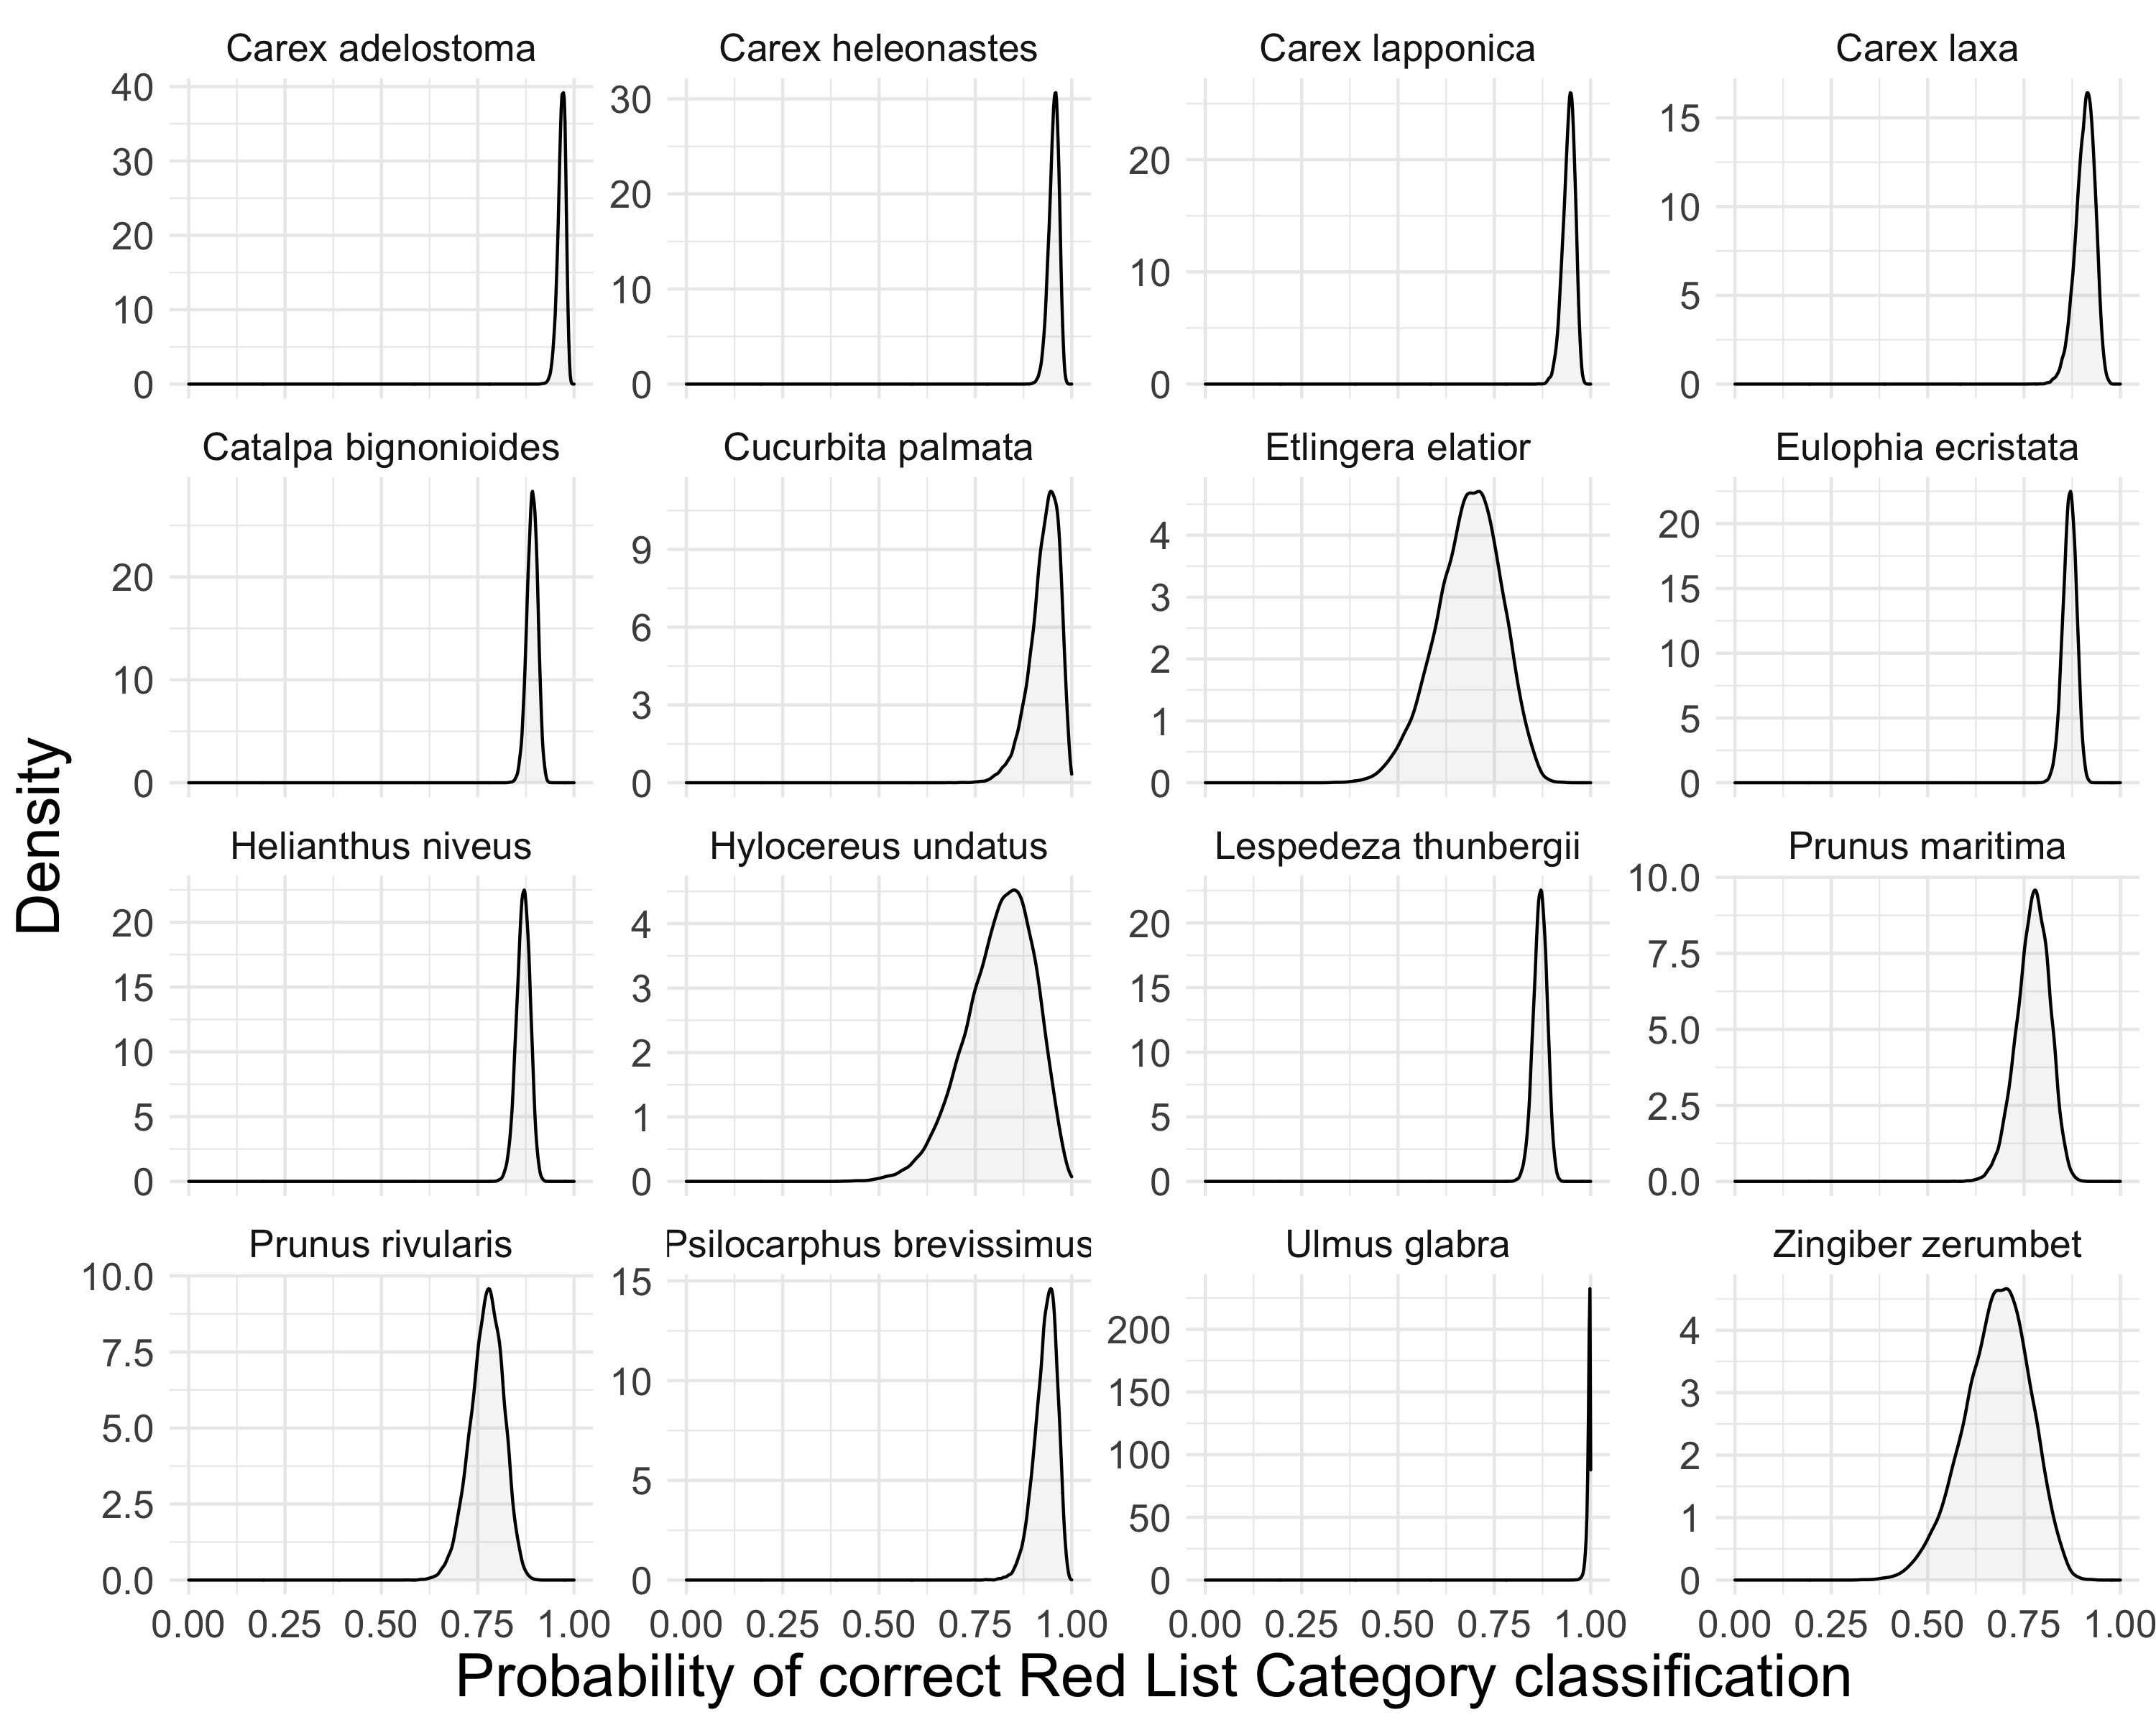 Carex adelostoma Carex heleonastes Carex lapponica Carex laxa
40 30 20 10 0
30 20 10 0
20 10 0
15 10 5 0
Catalpa bignonioides Cucurbita palmata Etlingera elatior Eulophia ecristata
20 10 0
9 6 3 0
4 3 2 1 0
20 15 10 5 0
Density
Helianthus niveus Hylocereus undatus Lespedeza thunbergii Prunus maritima
20 15 10 5 0
4 3 2 1 0
20 15 10 5 0
10.0 7.5 5.0 2.5 0.0
Prunus rivularis Psilocarphus brevissimus Ulmus glabra Zingiber zerumbet
10.0 7.5 5.0 2.5 0.0
15 10 5 0
200 150 100 50 0
4 3 2 1 0
0.00 0.25 0.50 0.75 1.00 0.00 0.25 0.50 0.75 1.00 0.00 0.25 0.50 0.75 1.00 0.00 0.25 0.50 0.75 1.00
Probability of correct Red List Category classification